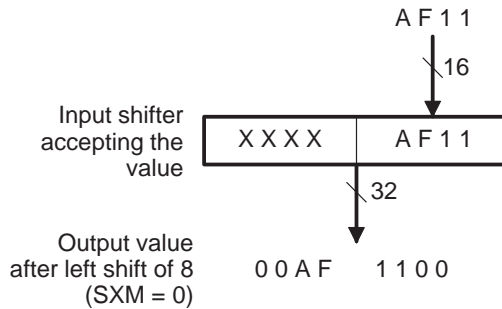 A F 1 1
16
Input shifter
accepting the
value
X X X X A F 1 1
32
Output value
after left shift of 8
(SXM = 0)
0 0 A F 1 1 0 0